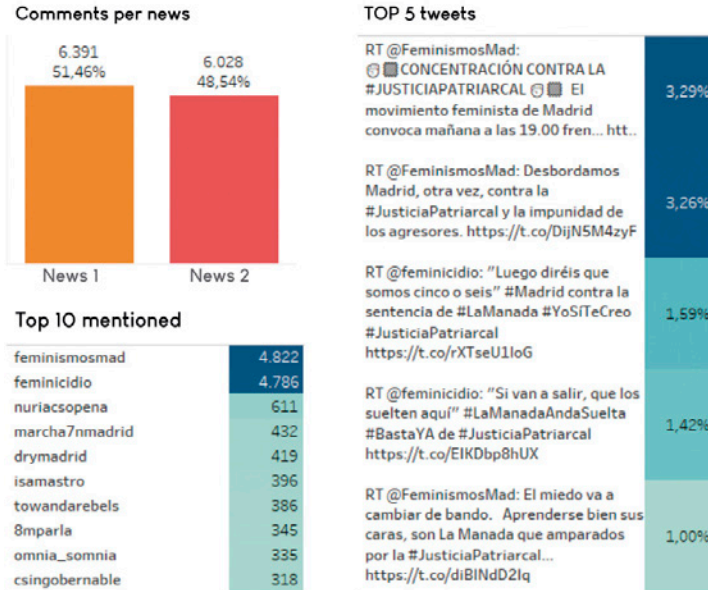 Comments per news
6.391
51,46%
6.028
48,54%
News 1
News 2
Top 10 mentioned
feminismosmad 4.822
feminicidio 4.786
nuriacsopena 611
marcha7nmadrid 432
drymadrid 419
isamastro 396
towandarebels 386
8mparla 345
omnia_somnia 335
csingobernable 318
TOP 5 tweets
RT @FeminismosMad:
CONCENTRACIÓN CONTRA LA
#JUSTICIAPATRIARCAL El
movimiento feminista de Madrid
convoca mañana a las 19.00 fren... htt..
3,29%
RT @FeminismosMad: Desbordamos
Madrid, otra vez, contra la
#JusticiaPatriarcal y la impunidad de
los agresores. https://t.co/DijN5M4zyF
3,26%
RT @feminicidio: "Luego diréis que
somos cinco o seis" #Madrid contra la
sentencia de #LaManada #YoSíTeCreo
#JusticiaPatriarcal
https://t.co/rXTseU1loG
1,59%
RT @feminicidio: "Si van a salir, que los
suelten aquí" #LaManadaAndaSuelta
#BastaYA de #JusticiaPatriarcal
https://t.co/EIKDbp8hUX
1,42%
RT @FeminismosMad: El miedo va a
cambiar de bando. Aprenderse bien sus
caras, son La Manada que amparados
por la #JusticiaPatriarcal...
https://t.co/diBINdD2lq
1,00%